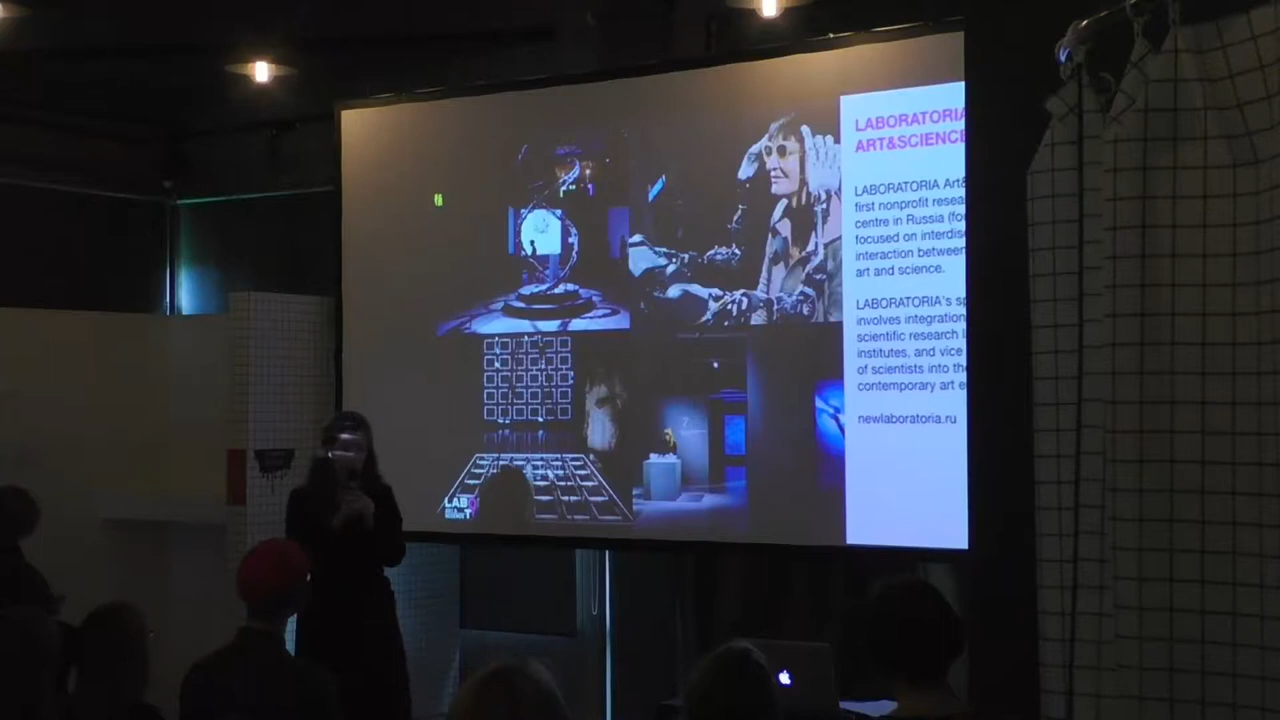 LABORATORIA
ART&SCIENCE
LABORATORIA Art&
first nonprofit resea
centre in Russia (fo
focused on interdis
interaction between
art and science.
LABORATORIA's sp
involves integration
scientific research i
institutes, and vice
of scientists into the
contemporary art e
newlaboratoria.ru
LAB